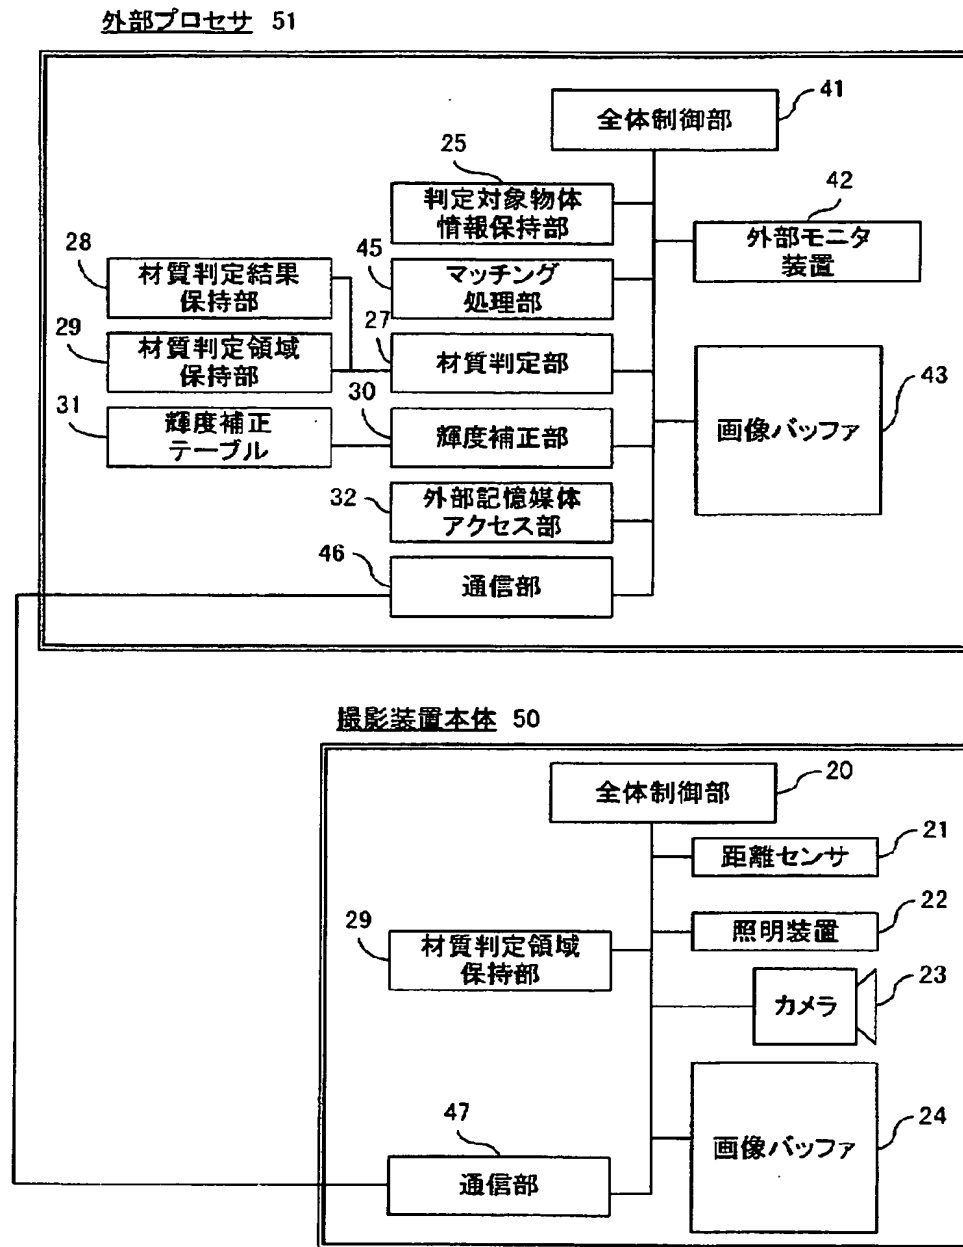 外部プロセサ 51
全体制御部
41
25
判定対象物体
情報保持部
42
外部モニタ
装置
28
材質判定結果
保持部
45
マッチング
処理部
29
材質判定領域
保持部
27
材質判定部
43
画像バッファ
31
輝度補正
テーブル
30
輝度補正部
32
外部記憶媒体
アクセス部
46
通信部
撮影装置本体 50
全体制御部
20
距離センサ
21
照明装置
22
29
材質判定領域
保持部
カメラ
23
画像バッファ
24
47
通信部